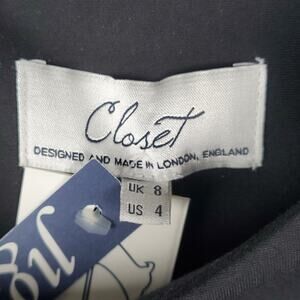 Closet
DESIGNED AND MADE IN LONDON, ENGLAND
UK 8
US 4